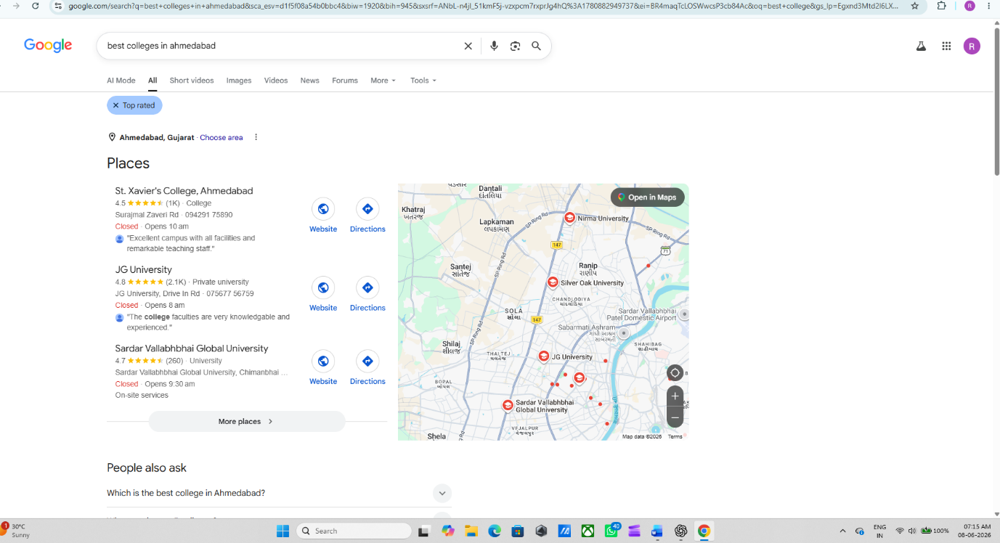 google.com/search?q=best+colleges+in+ahmedabad&sca_esv=d1f5f08a54b0bbc4&biw=1920&bih=945&sxsrf=ANbL-n4jI_51kmF5j-vzxpcm7rxprJg4hQ%3A1780882949737&ei=BR4maqTcLOSWwcsP3cb84Ac&oq=best+college&gs_lp=Egxnd3Mtd2l6LX...
R
Google
best colleges in ahmedabad
R
AI Mode All Short videos Images Videos News Forums More Tools
Top rated
Ahmedabad, Gujarat · Choose area
Places
St. Xavier's College, Ahmedabad
4.5 (1K) · College
Surajmal Zaveri Rd · 094291 75890
Closed · Opens 10 am
"Excellent campus with all facilities and
remarkable teaching staff."
Website Directions
JG University
4.8 (2.1K) · Private university
JG University, Drive In Rd · 075677 56759
Closed · Opens 8 am
"The college faculties are very knowledgable and
experienced."
Website Directions
Sardar Vallabhbhai Global University
4.7 (260) · University
Sardar Vallabhbhai Global University, Chimanbhai ...
Closed · Opens 9:30 am
On-site services
Website Directions
More places
Open in Maps
Dantali
દાંતલિયા
Khatraj
ખત્રજ
Lapkaman
લપકામણ
SP-Ring Rd
Nirma University
SP-Ring Rd
147
71
Santej
સાંતેજ
SP-Ring Rd
Ranip
રાણીપ
Silver Oak University
CHANDLODIYA
ચાંદલોડિયા
SOLA
સોલા
147
Sardar Vallabhbhai
Patel Domestic Airport
Sabarmati Ashram
ગાંધી આશ્રમ
સાબરમતી
SP-Ring Rd
Shilaj
શીલજ
THALTEJ
થલતેજ
SHAHIBAG
શાહીબાગ
JG University
BOPAL
બોપલ
Sardar Vallabhbhai
Global University
VEJALPUR
વેજલપુર
Shela
Map data ©2026 Terms
People also ask
Which is the best college in Ahmedabad?
1
30°C
Sunny
Search
40
ENG
IN
100%
07:15 AM
08-06-2026